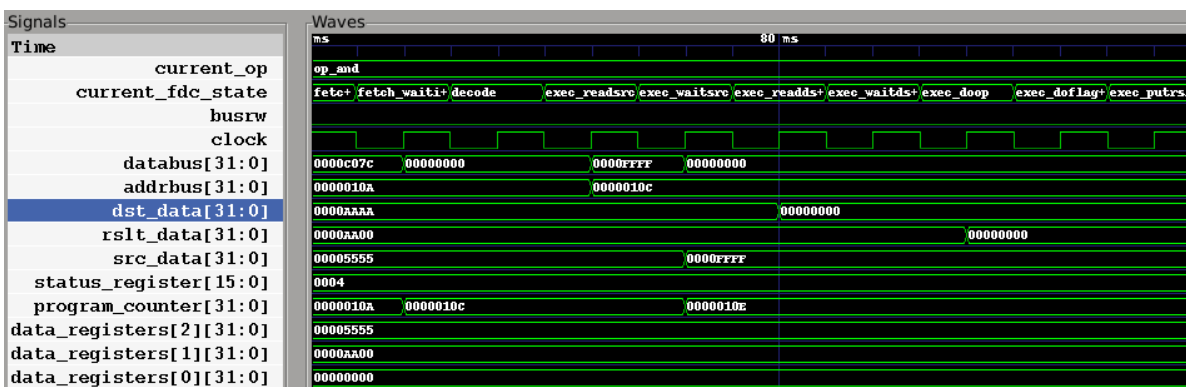 Signals
Waves
Time
ms 80 ms
current_op op_and
current_fdc_state fetc+ fetch_waiti+ decode exec_readsrc exec_waitsrc exec_readds+ exec_waitds+ exec_doop exec_doflag+ exec_putrs
busrw
clock
databus[31:0] 0000C07C 00000000 0000FFFF 00000000
addrbus[31:0] 0000010A 0000010C
dst_data[31:0] 0000AAAA 00000000
rslt_data[31:0] 0000AA00 00000000
src_data[31:0] 00005555 0000FFFF
status_register[15:0] 0004
program_counter[31:0] 0000010A 0000010C 0000010E
data_registers[2][31:0] 00005555
data_registers[1][31:0] 0000AA00
data_registers[0][31:0] 00000000